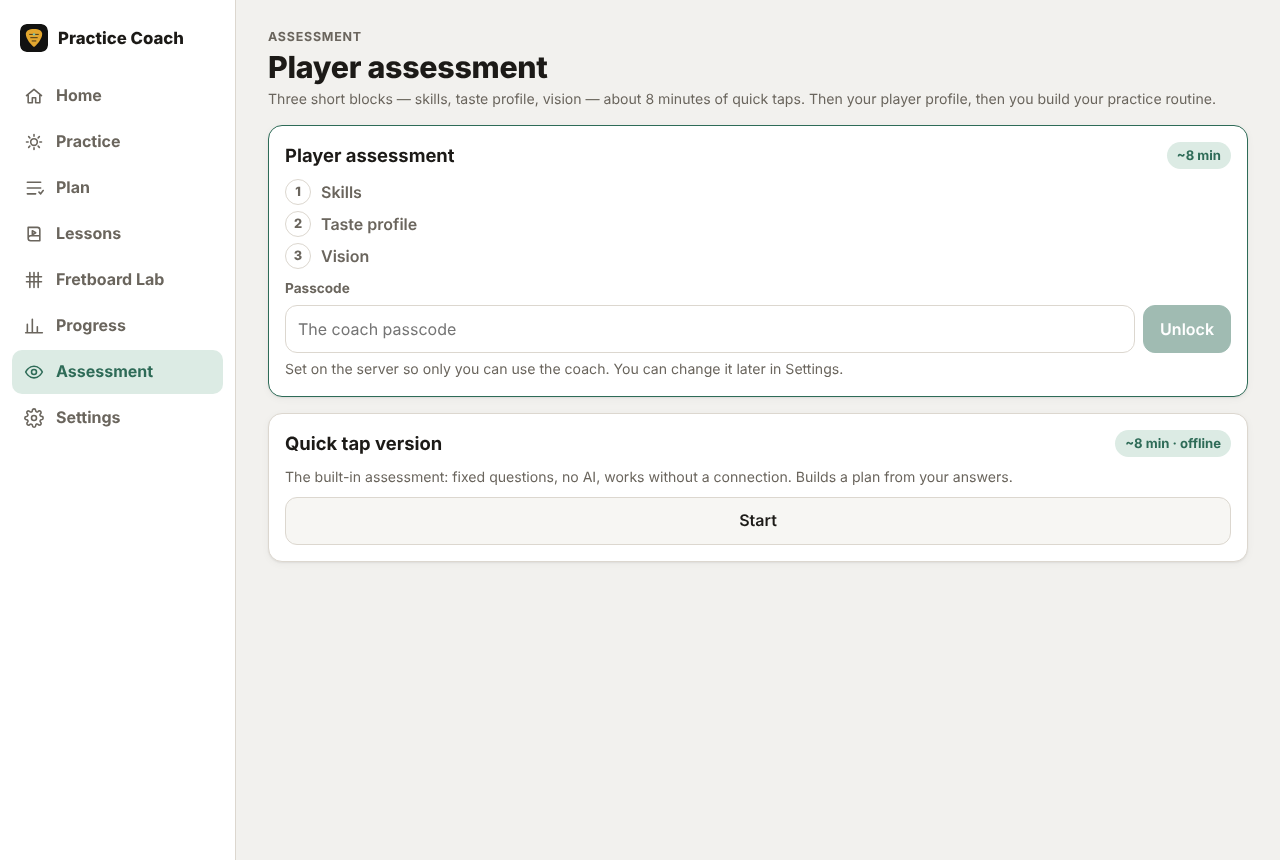 Practice Coach
Home
Practice
Plan
Lessons
Fretboard Lab
Progress
Assessment
Settings
ASSESSMENT
Player assessment
Three short blocks — skills, taste profile, vision — about 8 minutes of quick taps. Then your player profile, then you build your practice routine.
Player assessment
~8 min
1 Skills
2 Taste profile
3 Vision
Passcode
The coach passcode
Unlock
Set on the server so only you can use the coach. You can change it later in Settings.
Quick tap version
~8 min · offline
The built-in assessment: fixed questions, no AI, works without a connection. Builds a plan from your answers.
Start